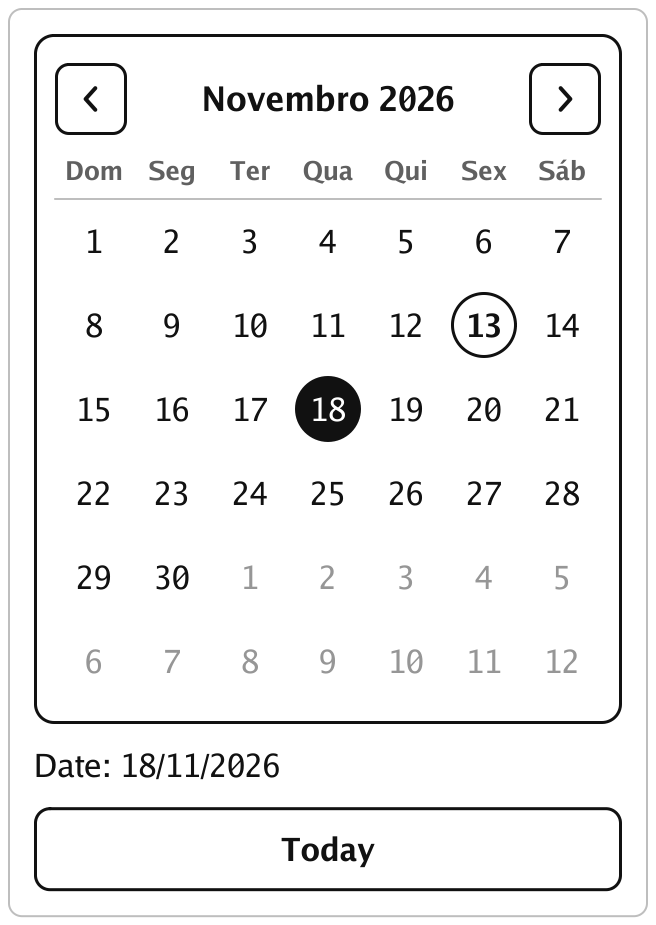 Novembro 2026
Dom Seg Ter Qua Qui Sex Sáb
1 2 3 4 5 6 7
8 9 10 11 12 13 14
15 16 17 18 19 20 21
22 23 24 25 26 27 28
29 30 1 2 3 4 5
6 7 8 9 10 11 12
Date: 18/11/2026
Today